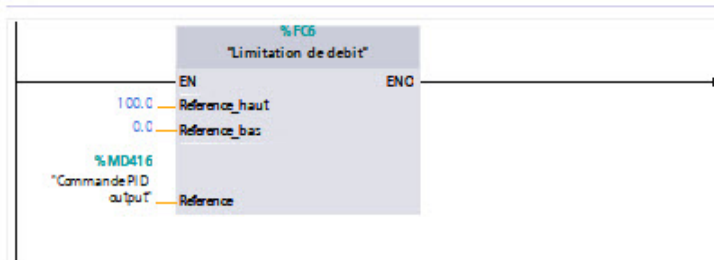 %FC6
"Limitation de debit"
EN ENO
100.0 Reference_haut
0.0 Reference_bas
%MD416
"Commande PID
output" Reference